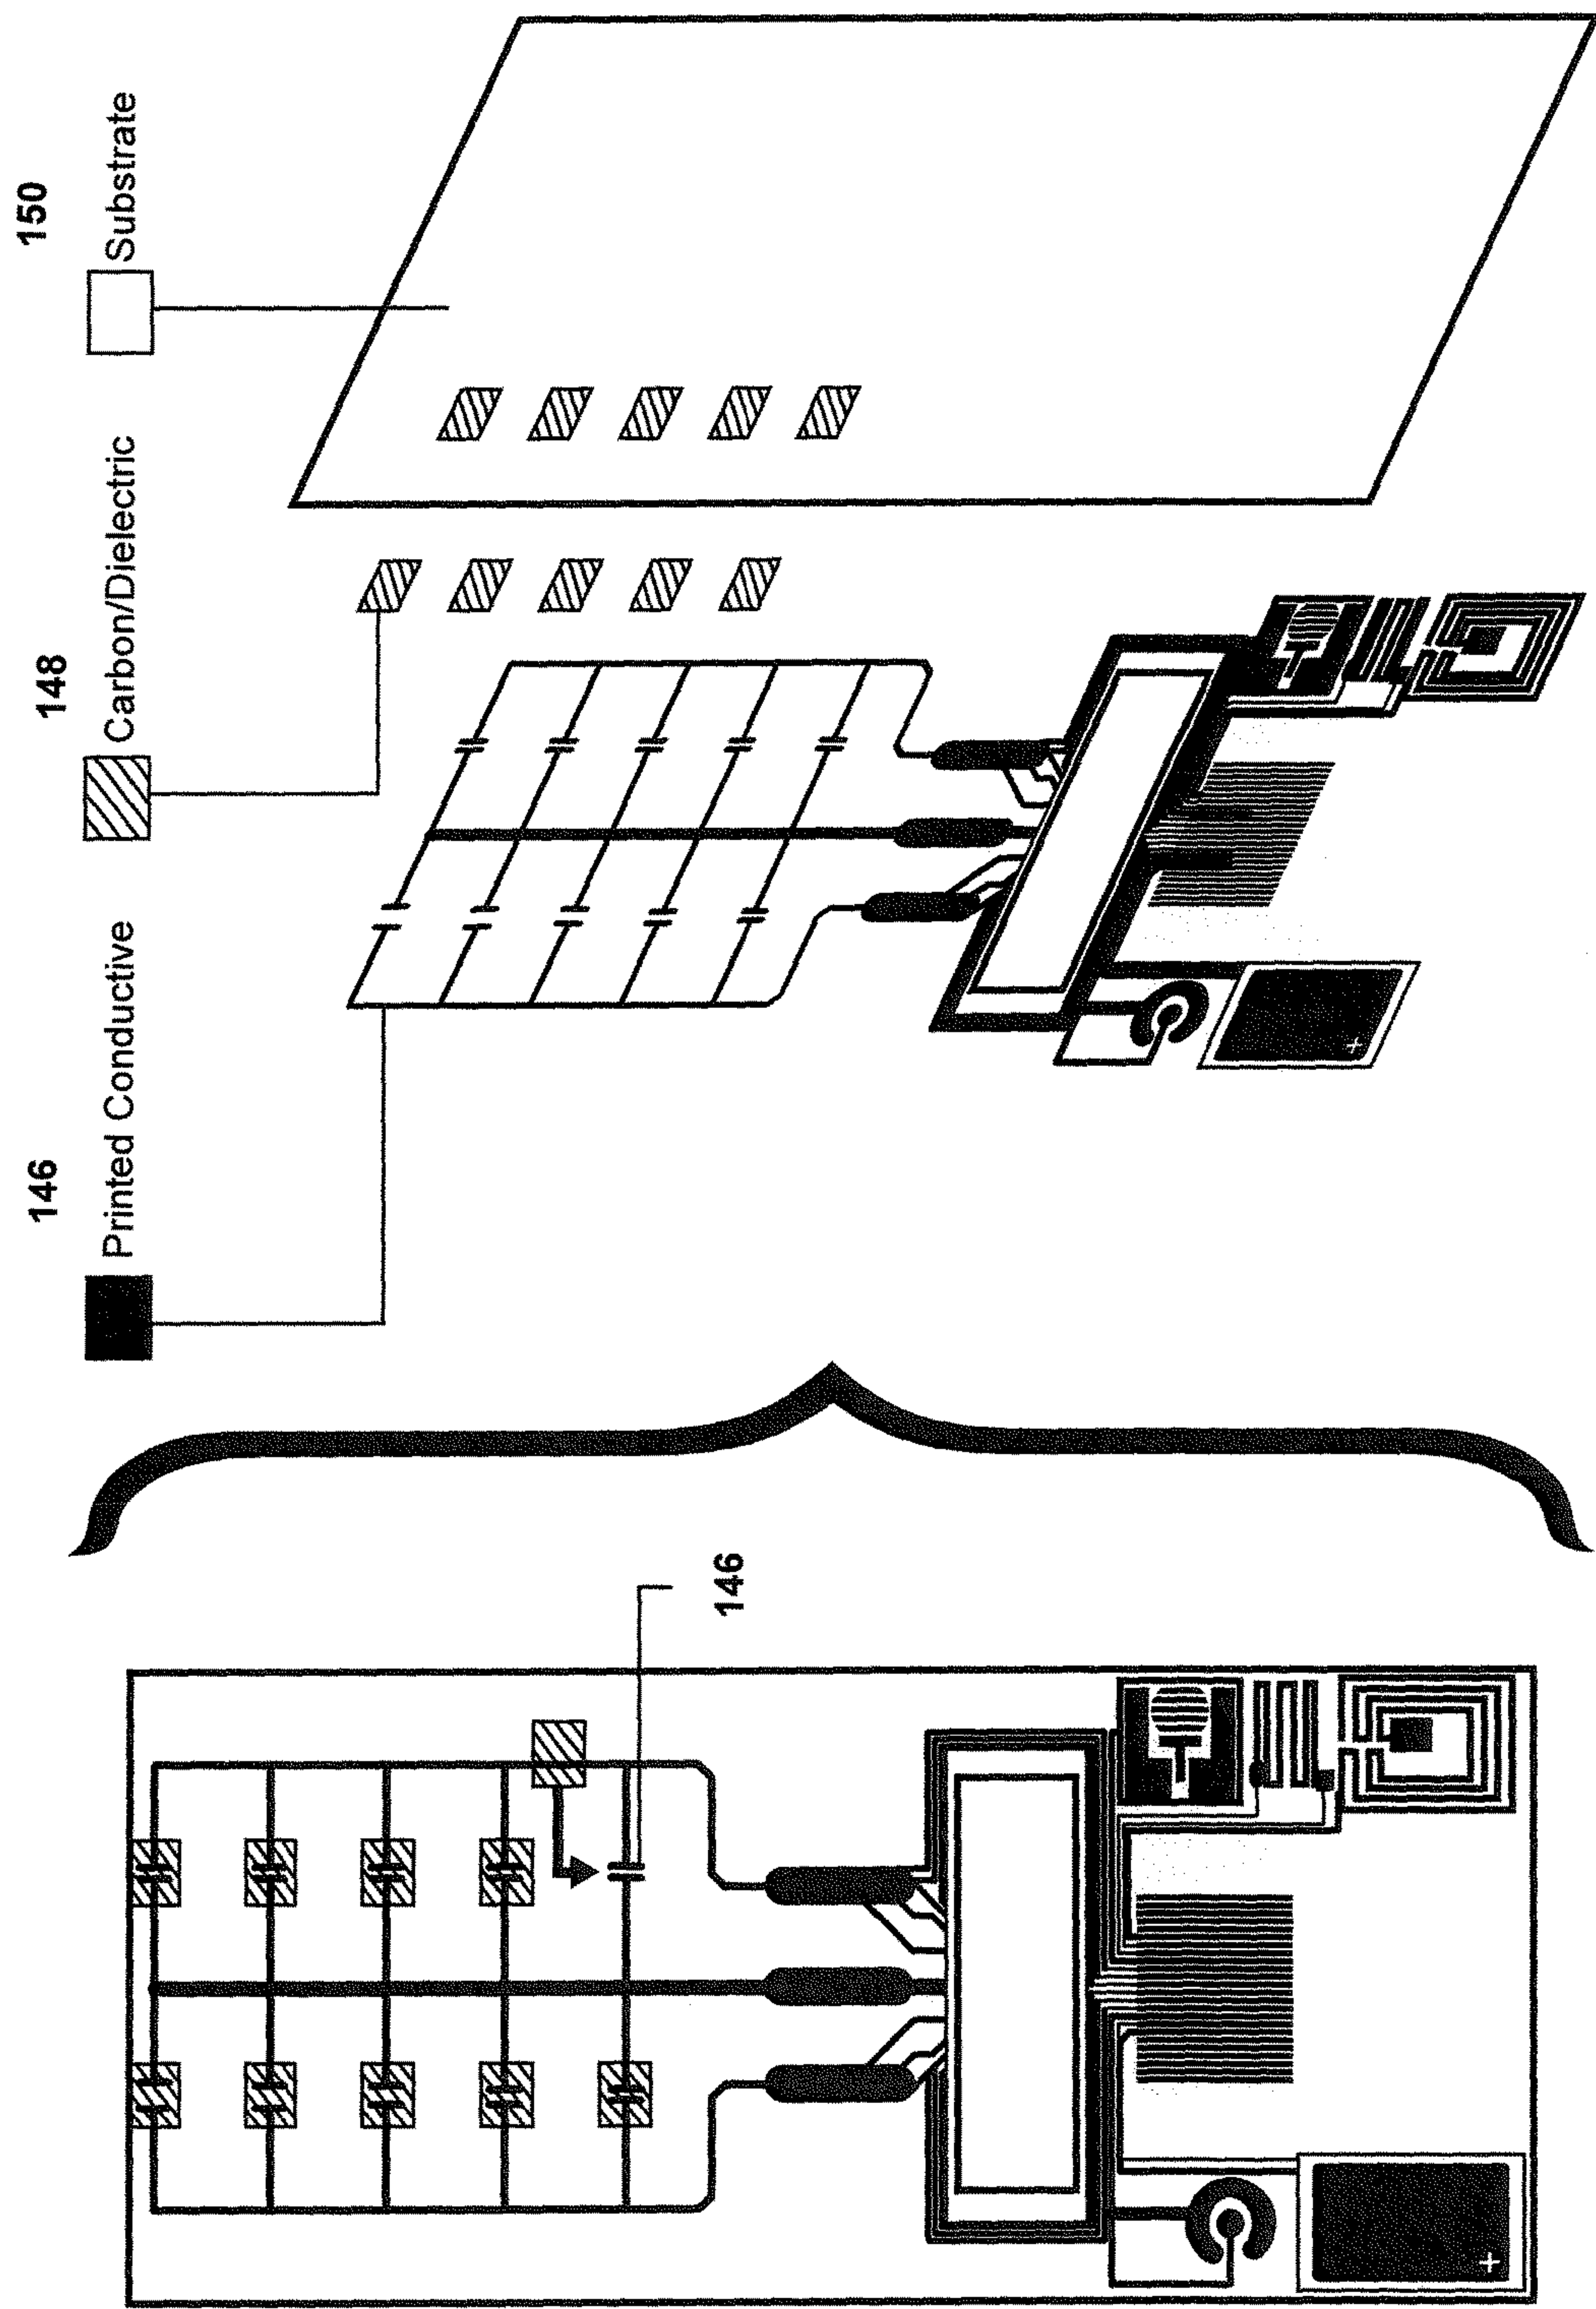 146
Printed Conductive
148
Carbon/Dielectric
150
Substrate
146
+
+